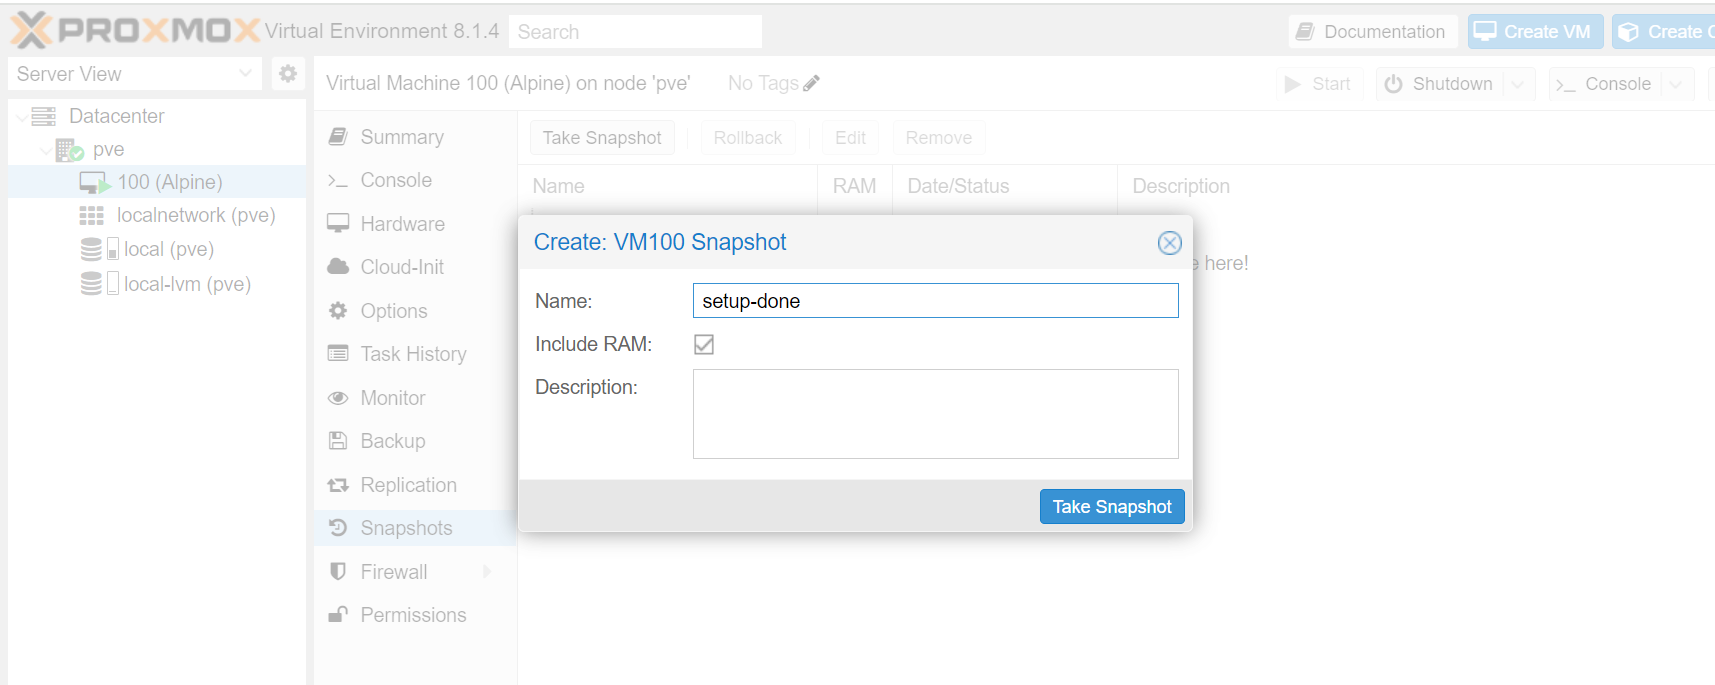 PROXMOX Virtual Environment 8.1.4 Search Documentation Create VM Create C
Server View
Virtual Machine 100 (Alpine) on node 'pve' No Tags Start Shutdown >_ Console
Datacenter
pve
100 (Alpine)
localnetwork (pve)
local (pve)
local-lvm (pve)
Summary
>_ Console
Hardware
Cloud-Init
Options
Task History
Monitor
Backup
Replication
Snapshots
Firewall
Permissions
Take Snapshot Rollback Edit Remove
Name RAM Date/Status Description
e here!
Create: VM100 Snapshot
Name: setup-done
Include RAM:
Description:
Take Snapshot